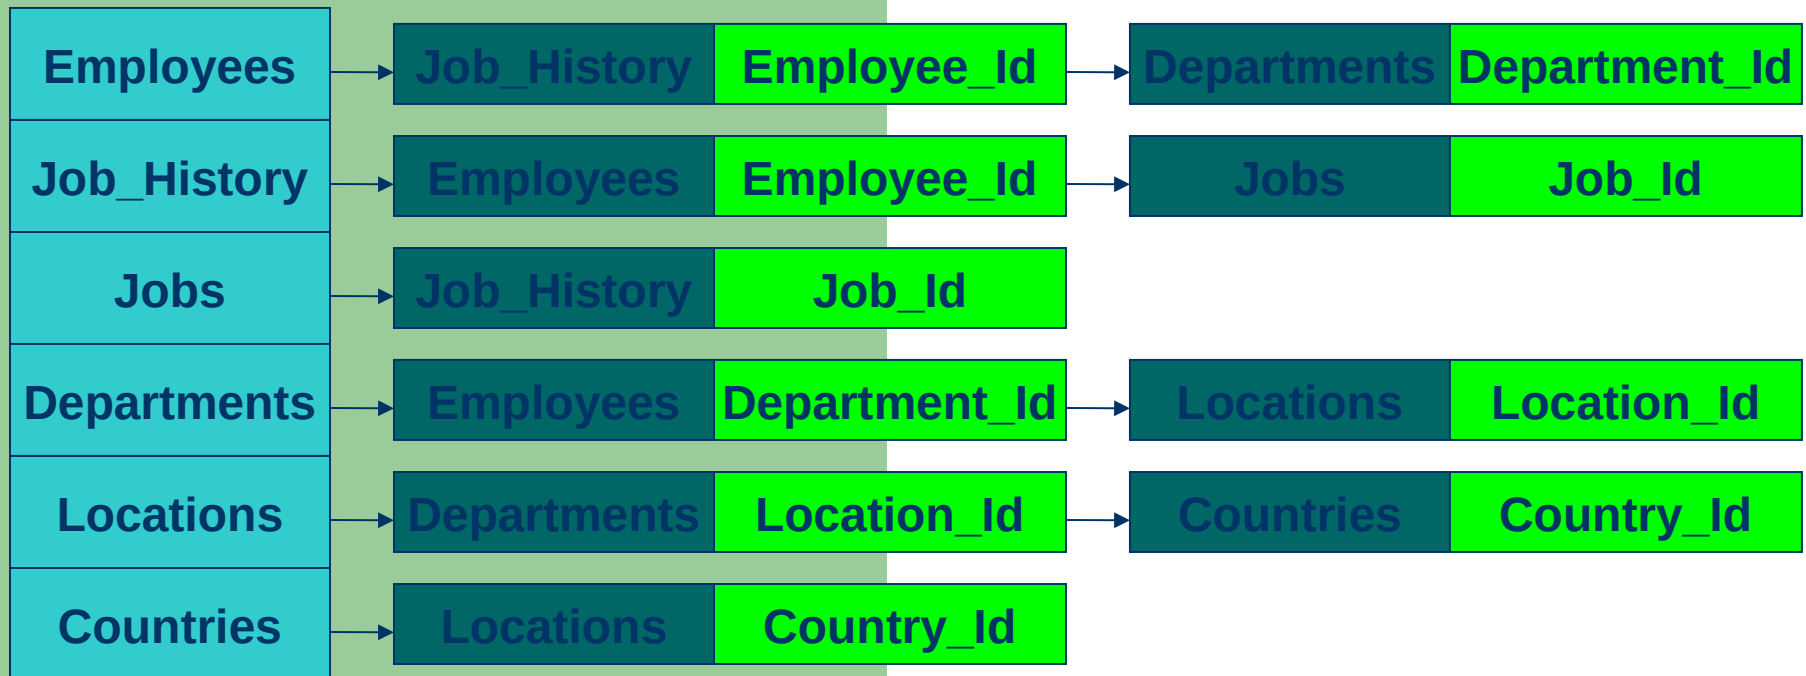 Employees Job_History Employee_Id Departments Department_Id
Job_History Employees Employee_Id Jobs Job_Id
Jobs Job_History Job_Id
Departments Employees Department_Id Locations Location_Id
Locations Departments Location_Id Countries Country_Id
Countries Locations Country_Id